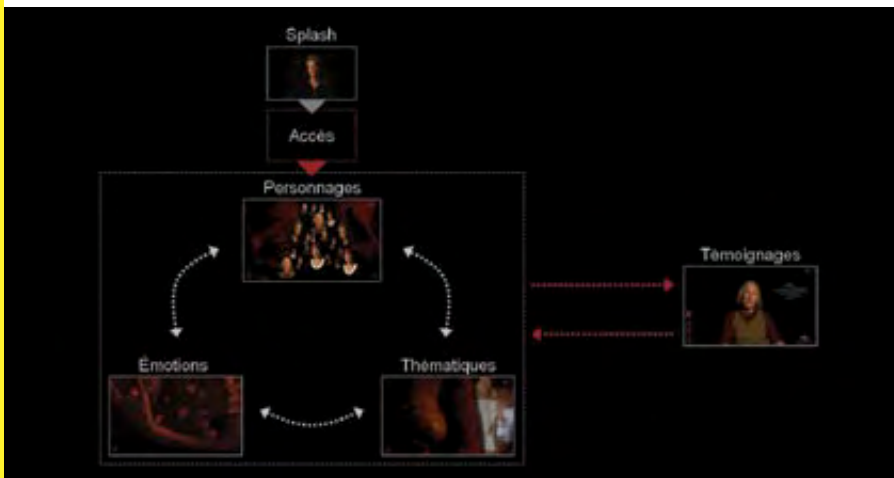 Splash
Accès
Personnages
Témoignages
Émotions
Thématiques